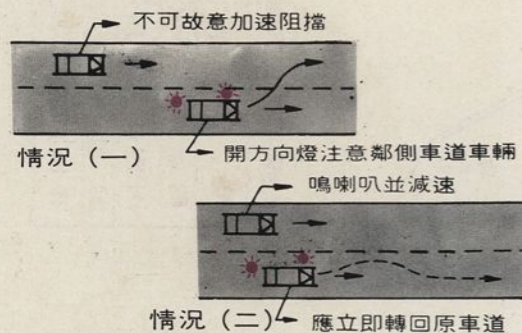 不可故意加速阻擋
情況（一）
開方向燈注意鄰側車道車輛
鳴喇叭並減速
情況（二）
應立即轉回原車道